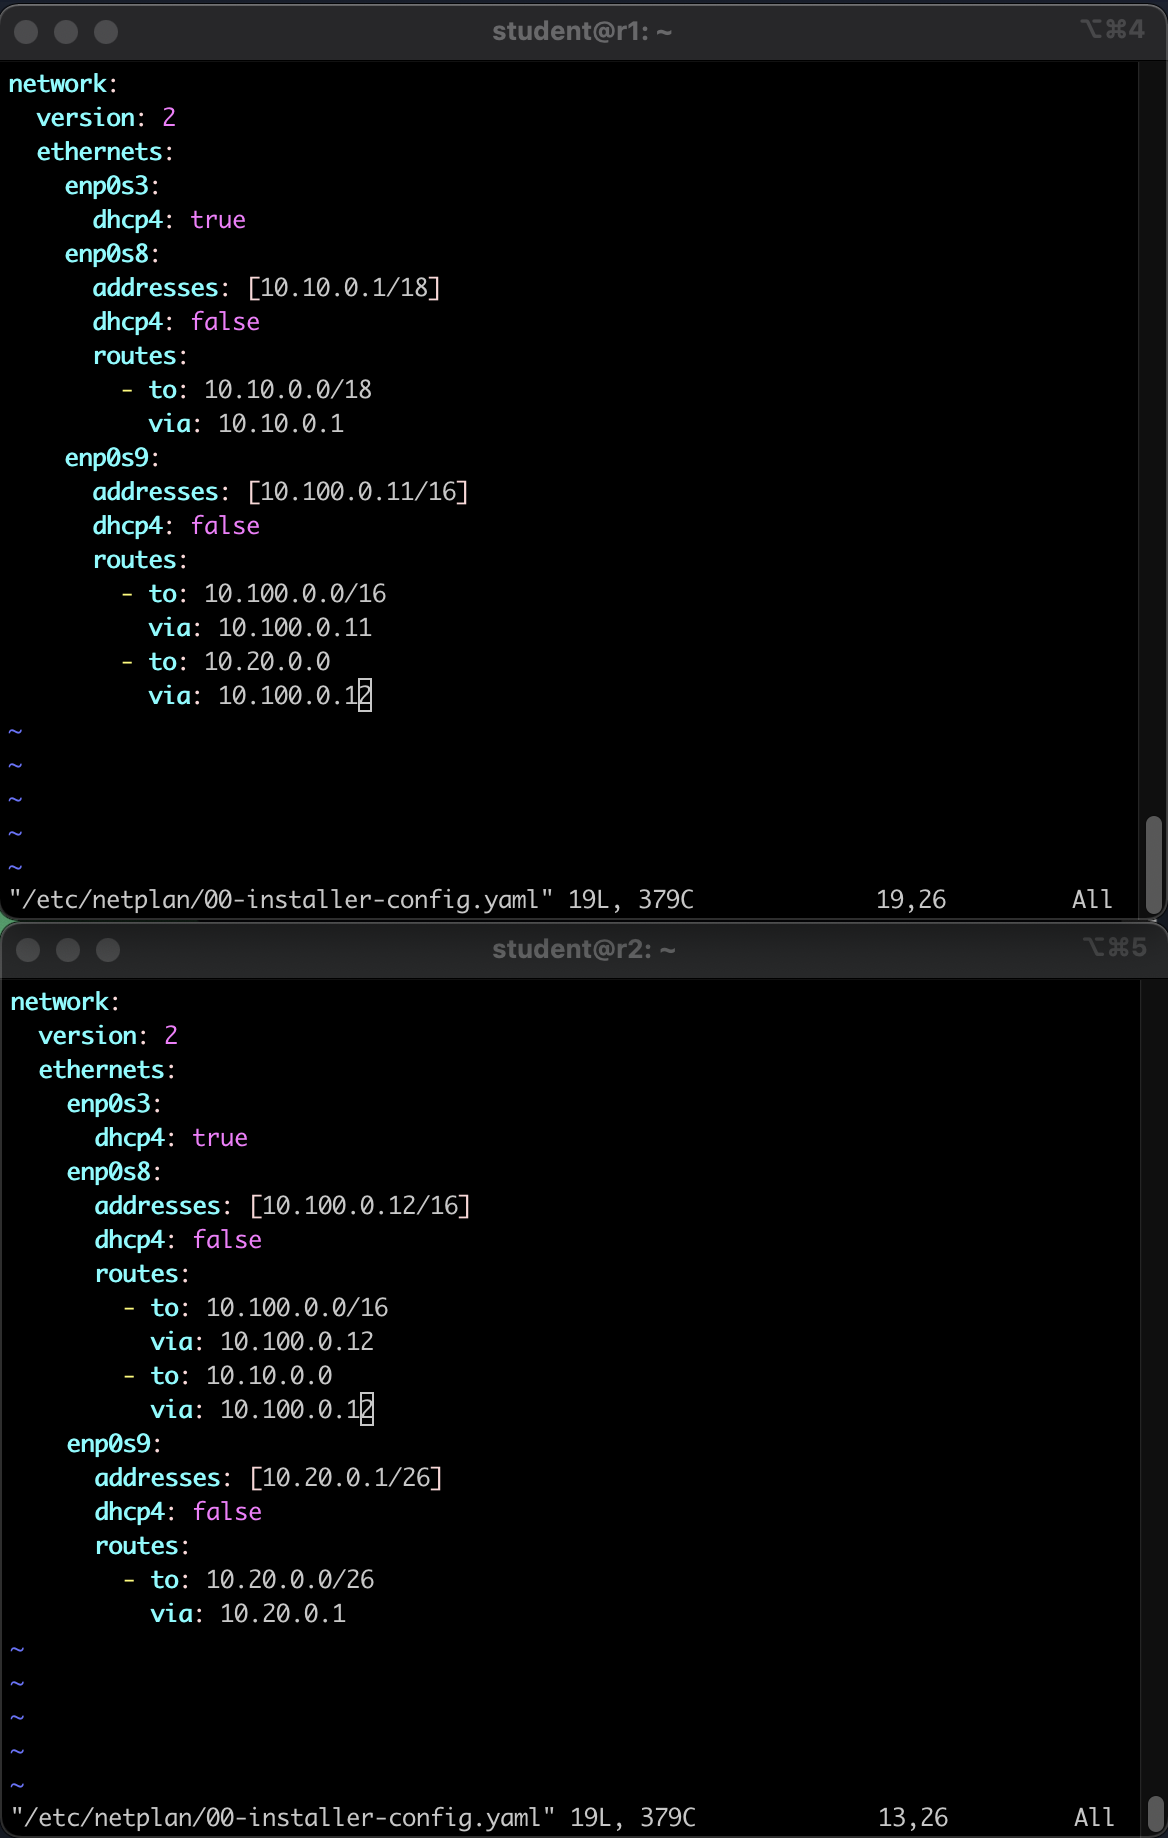 student@r1: ~
⌥⌘4
network:
  version: 2
  ethernets:
    enp0s3:
      dhcp4: true
    enp0s8:
      addresses: [10.10.0.1/18]
      dhcp4: false
      routes:
        - to: 10.10.0.0/18
          via: 10.10.0.1
    enp0s9:
      addresses: [10.100.0.11/16]
      dhcp4: false
      routes:
        - to: 10.100.0.0/16
          via: 10.100.0.11
        - to: 10.20.0.0
          via: 10.100.0.12
~
~
~
~
~
"/etc/netplan/00-installer-config.yaml" 19L, 379C 19,26 All
student@r2: ~
⌥⌘5
network:
  version: 2
  ethernets:
    enp0s3:
      dhcp4: true
    enp0s8:
      addresses: [10.100.0.12/16]
      dhcp4: false
      routes:
        - to: 10.100.0.0/16
          via: 10.100.0.12
        - to: 10.10.0.0
          via: 10.100.0.12
    enp0s9:
      addresses: [10.20.0.1/26]
      dhcp4: false
      routes:
        - to: 10.20.0.0/26
          via: 10.20.0.1
~
~
~
~
~
"/etc/netplan/00-installer-config.yaml" 19L, 379C 13,26 All